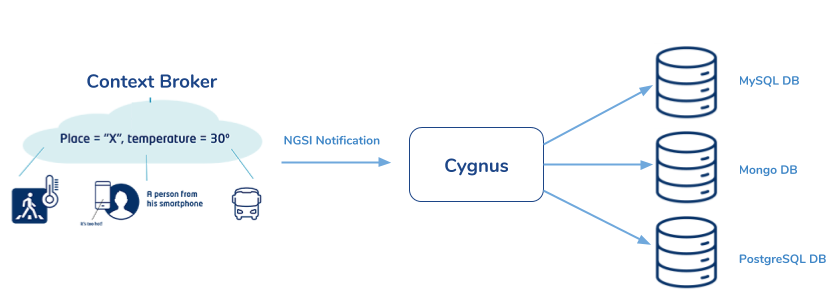 Context Broker
Place = "X", temperature = 30º
A person from
his smartphone
It's too hot!
NGSI Notification
Cygnus
MySQL DB
Mongo DB
PostgreSQL DB